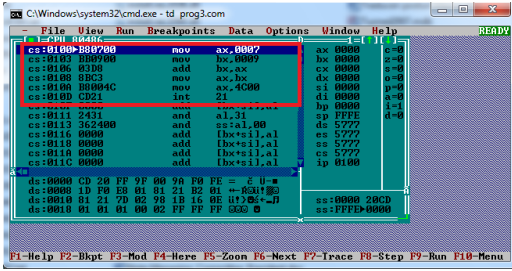 C:\Windows\system32\cmd.exe - td prog3.com
- File View Run Breakpoints Data Options Window Help READY
[■]=CPU 80486 1=[↑][↓]
cs:0100►B80700 mov ax,0007 ax 0000 c=0
cs:0103 BB0900 mov bx,0009 bx 0000 z=0
cs:0106 03D8 add bx,ax cx 0000 s=0
cs:0108 8BC3 mov ax,bx dx 0000 o=0
cs:010A B8004C mov ax,4C00 si 0000 p=0
cs:010D CD21 int 21 di 0000 a=0
[bx+si],al bp 0000 i=1
cs:0111 2431 and al,31 sp FFFE d=0
cs:0113 362400 and ss:al,00 ds 5777
cs:0116 0000 add [bx+si],al es 5777
cs:0118 0000 add [bx+si],al ss 5777
cs:011A 0000 add [bx+si],al cs 5777
cs:011C 0000 add [bx+si],al ip 0100
ds:0000 CD 20 FF 9F 00 9A F0 FE
ds:0008 1D F0 E8 01 81 21 B2 01
ds:0010 81 21 7D 02 98 1B 16 0E ss:0000 20CD
ds:0018 01 01 01 00 02 FF FF FF ss:FFFE►0000
F1-Help F2-Bkpt F3-Mod F4-Here F5-Zoom F6-Next F7-Trace F8-Step F9-Run F10-Menu